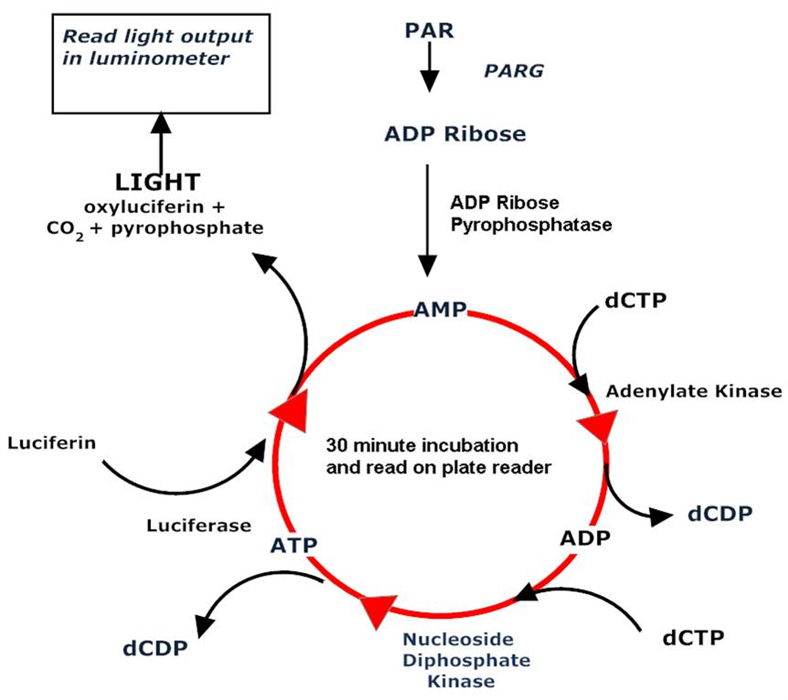 Read light output
in luminometer
PAR
PARG
ADP Ribose
LIGHT
oxyluciferin +
CO2 + pyrophosphate
ADP Ribose
Pyrophosphatase
AMP
dCTP
Adenylate Kinase
Luciferin
30 minute incubation
and read on plate reader
dCDP
Luciferase
ATP
ADP
dCDP
Nucleoside
Diphosphate
Kinase
dCTP